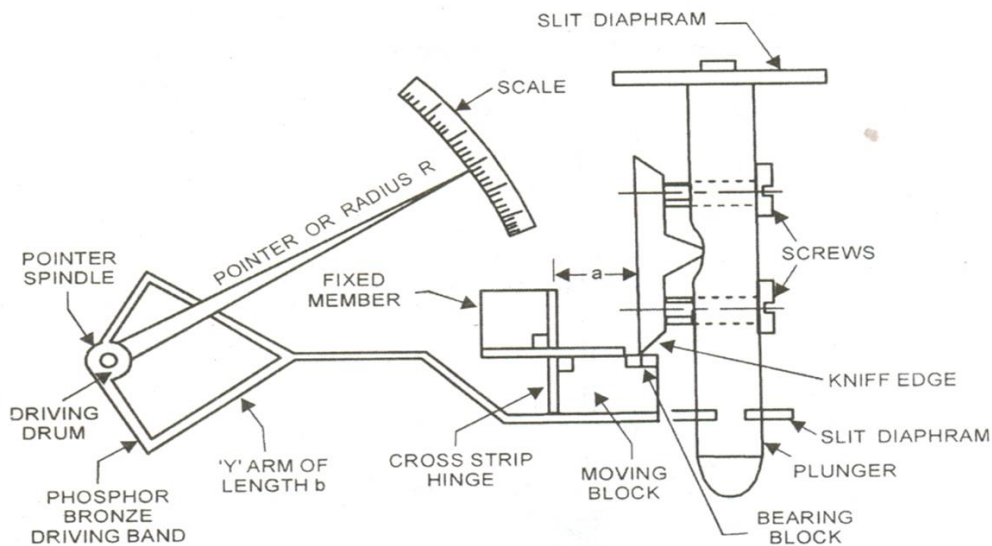 SLIT DIAPHRAM
SCALE
POINTER OR RADIUS R
POINTER
SPINDLE
FIXED
MEMBER
a
SCREWS
KNIFF EDGE
DRIVING
DRUM
SLIT DIAPHRAM
PLUNGER
CROSS STRIP
HINGE
MOVING
BLOCK
'Y' ARM OF
LENGTH b
PHOSPHOR
BRONZE
DRIVING BAND
BEARING
BLOCK